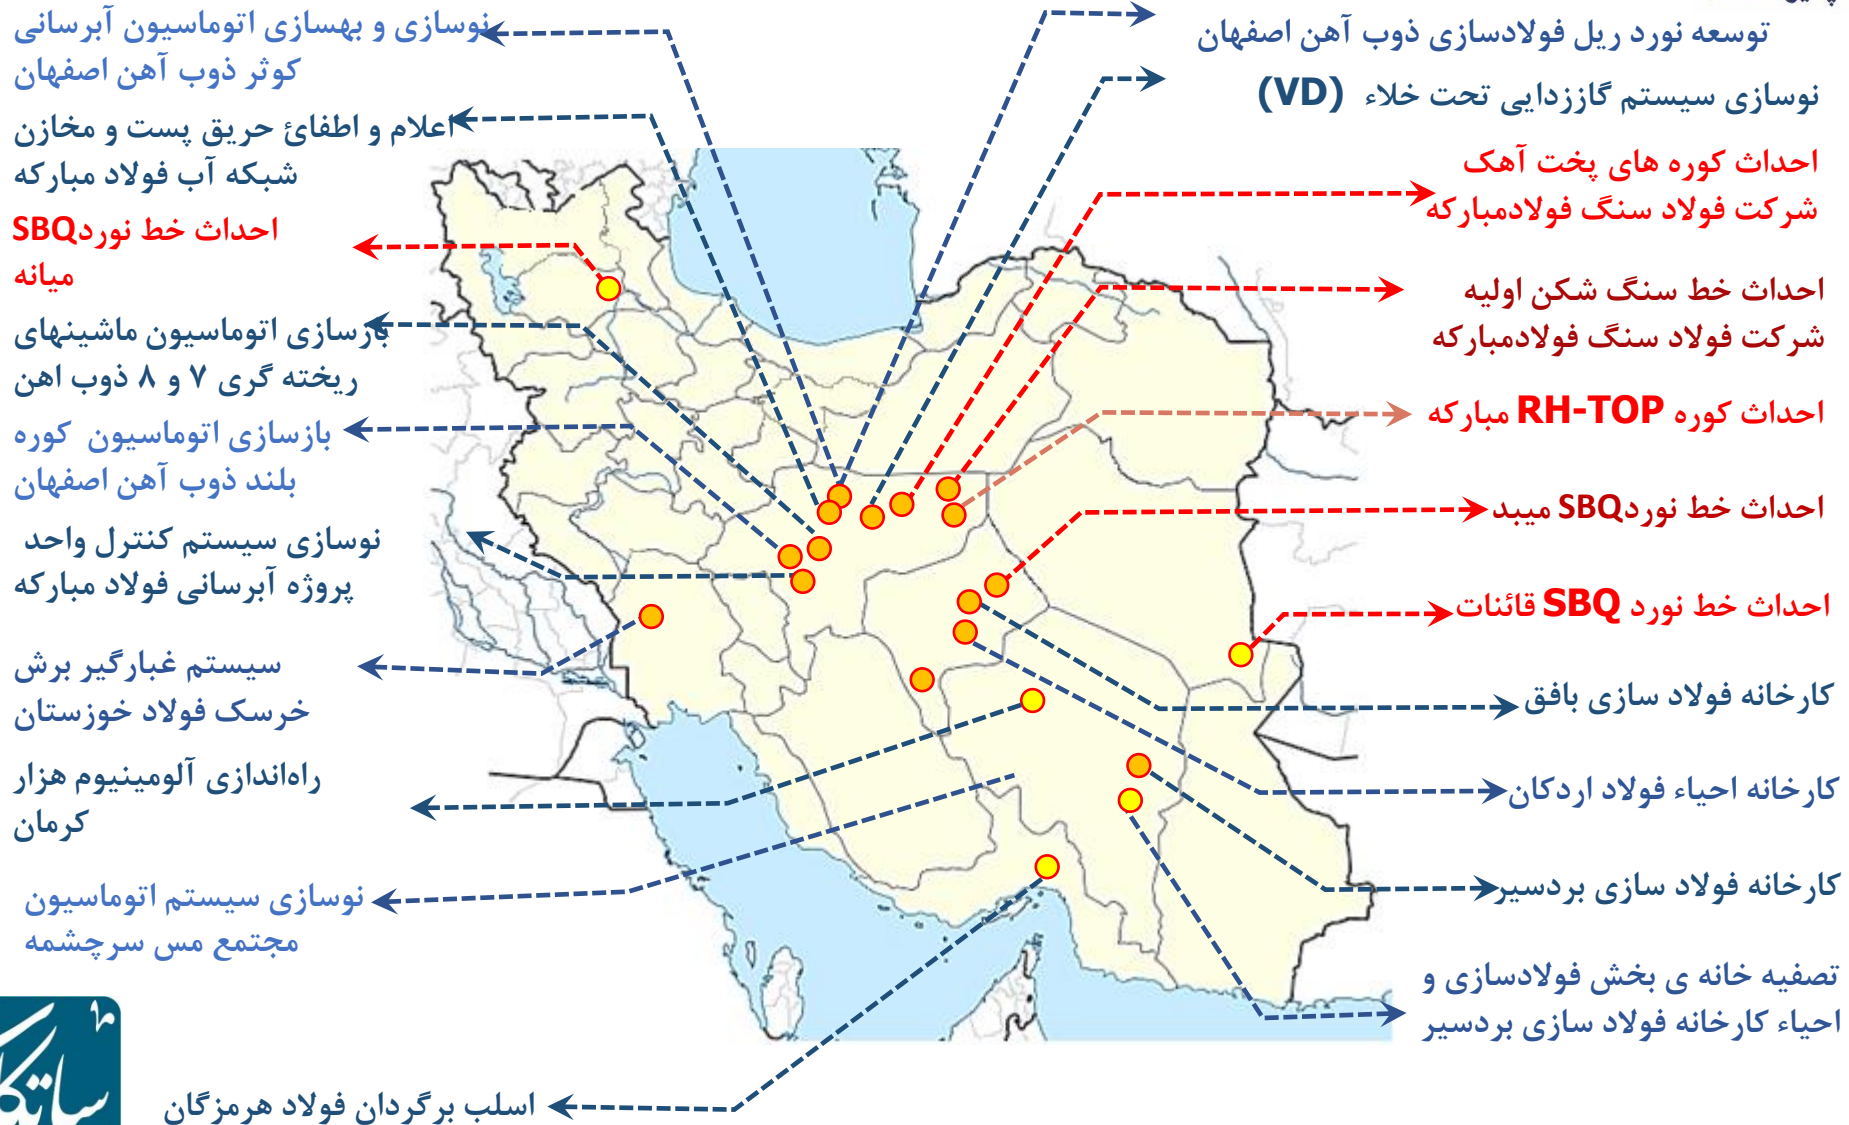 توسعه نورد ریل فولادسازی ذوب آهن اصفهان
نوسازی سیستم گاززدایی تحت خلاء (VD)
احداث کوره های پخت آهک
شرکت فولاد سنگ فولادمبارکه
احداث خط سنگ شکن اولیه
شرکت فولاد سنگ فولادمبارکه
احداث کوره RH-TOP مبارکه
احداث خط نوردSBQ میبد
احداث خط نورد SBQ قائنات
کارخانه فولاد سازی بافق
کارخانه احیاء فولاد اردکان
کارخانه فولاد سازی بردسیر
تصفیه خانه ی بخش فولادسازی و
احیاء کارخانه فولاد سازی بردسیر
نوسازی و بهسازی اتوماسیون آبرسانی
کوثر ذوب آهن اصفهان
اعلام و اطفائ حریق پست و مخازن
شبکه آب فولاد مبارکه
احداث خط نوردSBQ
میانه
بازسازی اتوماسیون ماشینهای
ریخته گری ۷ و ۸ ذوب اهن
بازسازی اتوماسیون کوره
بلند ذوب آهن اصفهان
نوسازی سیستم کنترل واحد
پروژه آبرسانی فولاد مبارکه
سیستم غبارگیر برش
خرسک فولاد خوزستان
راه‌اندازی آلومینیوم هزار
کرمان
نوسازی سیستم اتوماسیون
مجتمع مس سرچشمه
اسلب برگردان فولاد هرمزگان